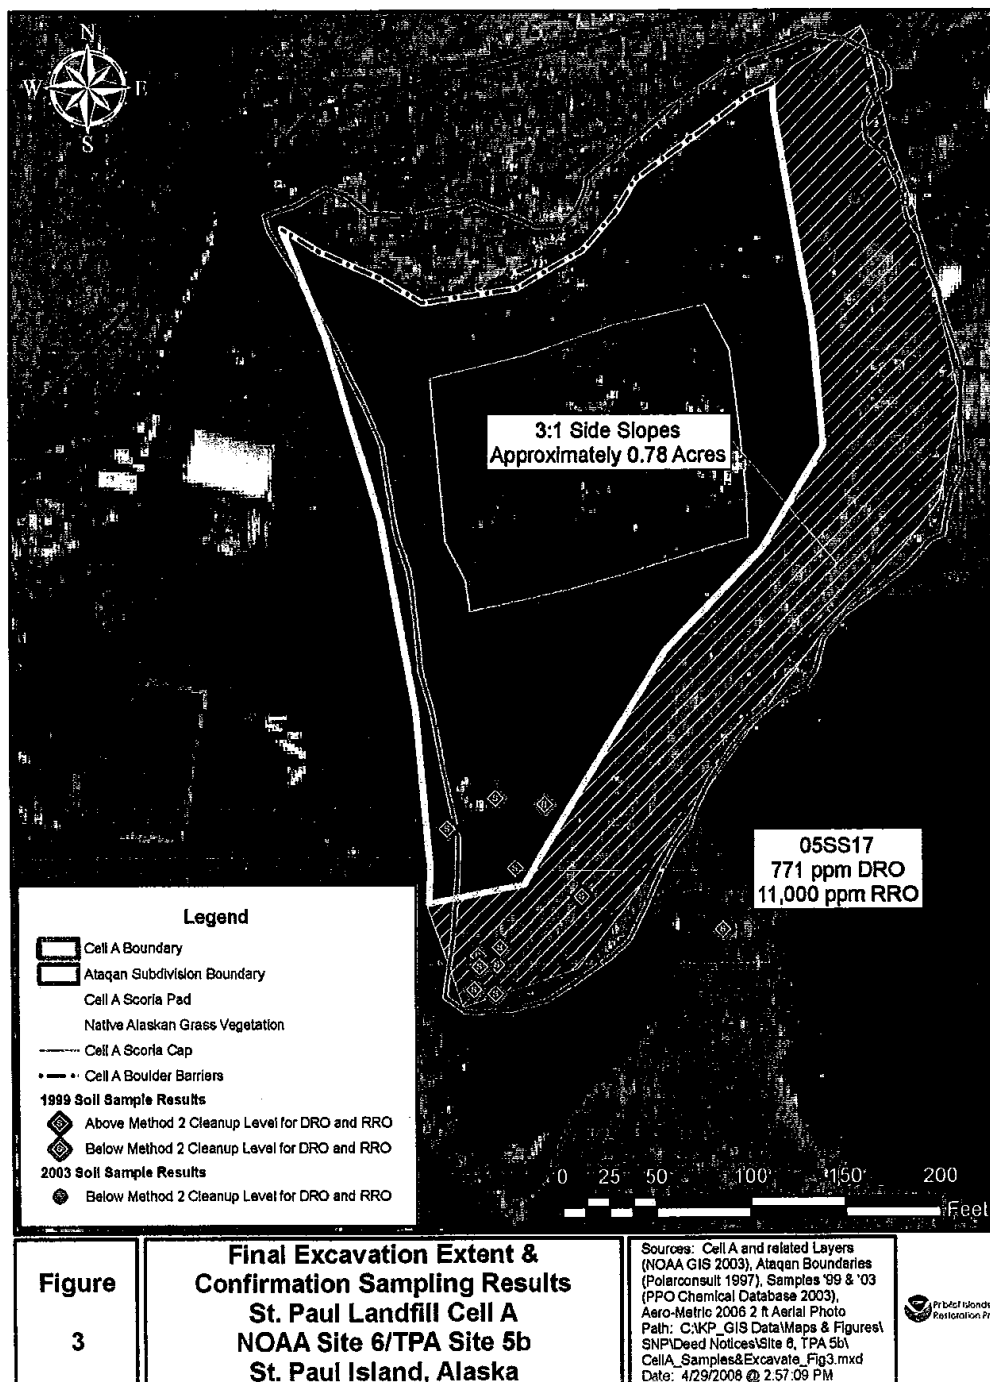 N
W
E
S
3:1 Side Slopes
Approximately 0.78 Acres
05SS17
771 ppm DRO
11,000 ppm RRO
Legend
Cell A Boundary
Ataqan Subdivision Boundary
Cell A Scoria Pad
Native Alaskan Grass Vegetation
Cell A Scoria Cap
Cell A Boulder Barriers
1999 Soil Sample Results
Above Method 2 Cleanup Level for DRO and RRO
Below Method 2 Cleanup Level for DRO and RRO
2003 Soil Sample Results
Below Method 2 Cleanup Level for DRO and RRO
0 25 50 100 150 200
Feet
Figure
3
Final Excavation Extent &
Confirmation Sampling Results
St. Paul Landfill Cell A
NOAA Site 6/TPA Site 5b
St. Paul Island, Alaska
Sources: Cell A and related Layers
(NOAA GIS 2003), Ataqan Boundaries
(Polarconsult 1997), Samples '99 & '03
(PPO Chemical Database 2003),
Aero-Metric 2006 2 ft Aerial Photo
Path: C:\KP_GIS Data\Maps & Figures\
SNP\Deed Notices\Site 6, TPA 5b\
CellA_Samples&Excavate_Fig3.mxd
Date: 4/29/2008 @ 2:57:09 PM
Pribilof Islands
Restoration Pr